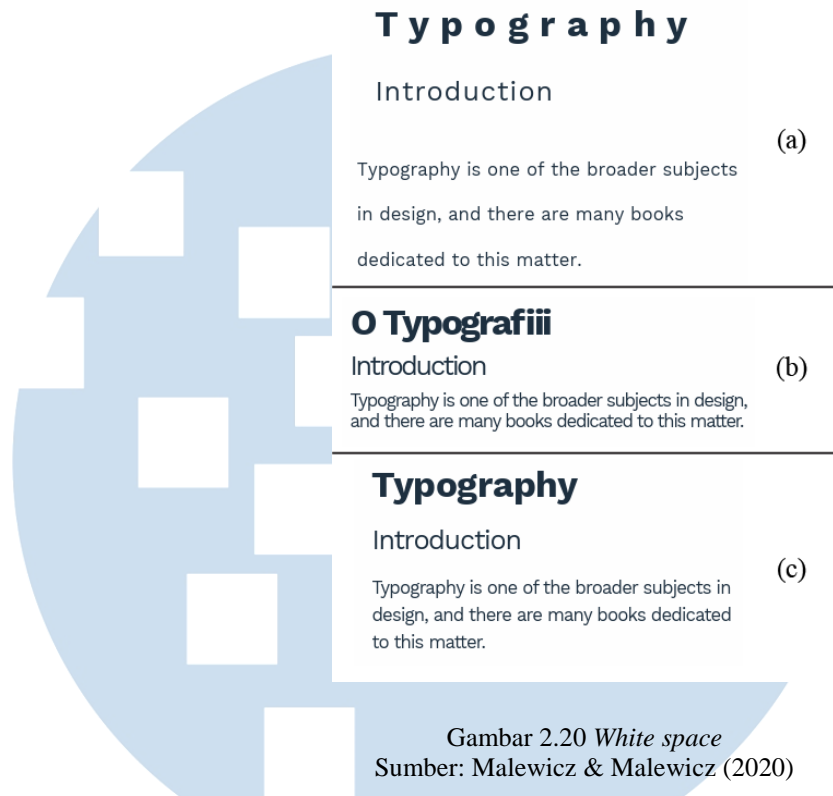 Typography
Introduction
Typography is one of the broader subjects
in design, and there are many books
dedicated to this matter.
(a)
O Typografiii
Introduction
Typography is one of the broader subjects in design,
and there are many books dedicated to this matter.
(b)
Typography
Introduction
Typography is one of the broader subjects in
design, and there are many books dedicated
to this matter.
(c)
Gambar 2.20 White space
Sumber: Malewicz & Malewicz (2020)